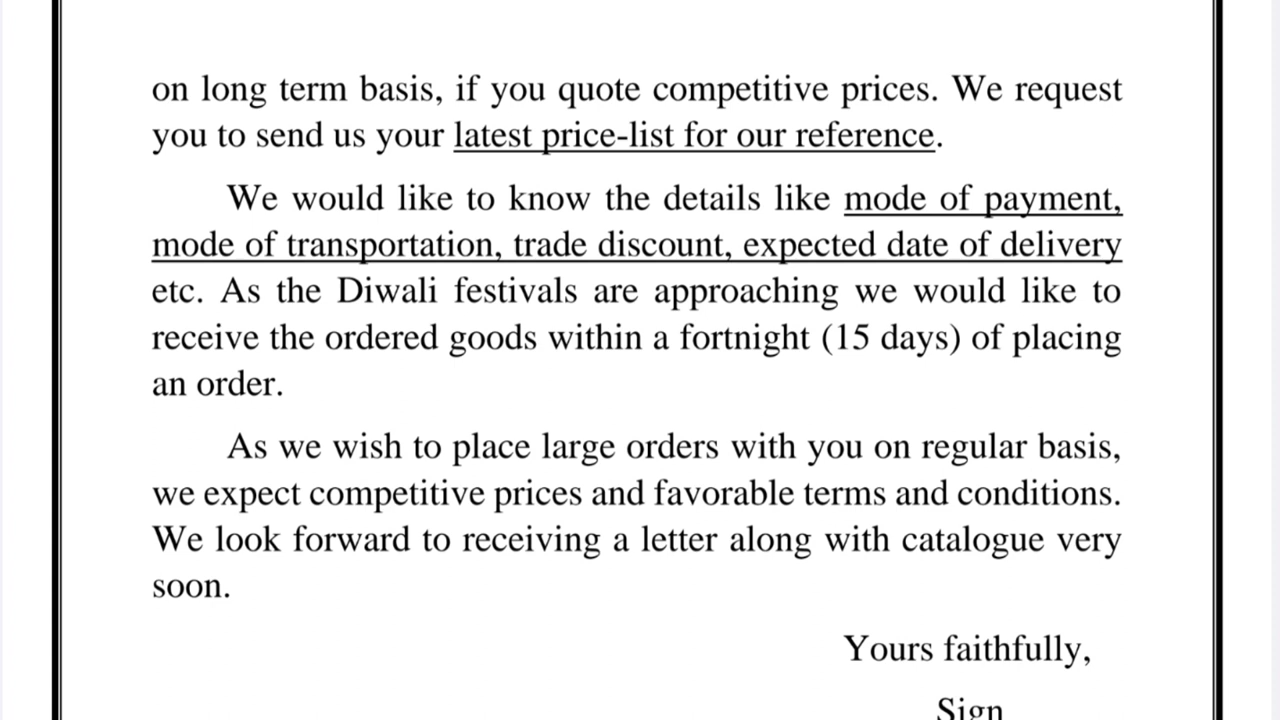 on long term basis, if you quote competitive prices. We request
you to send us your latest price-list for our reference.
We would like to know the details like mode of payment,
mode of transportation, trade discount, expected date of delivery
etc. As the Diwali festivals are approaching we would like to
receive the ordered goods within a fortnight (15 days) of placing
an order.
As we wish to place large orders with you on regular basis,
we expect competitive prices and favorable terms and conditions.
We look forward to receiving a letter along with catalogue very
soon.
Yours faithfully,
Sign